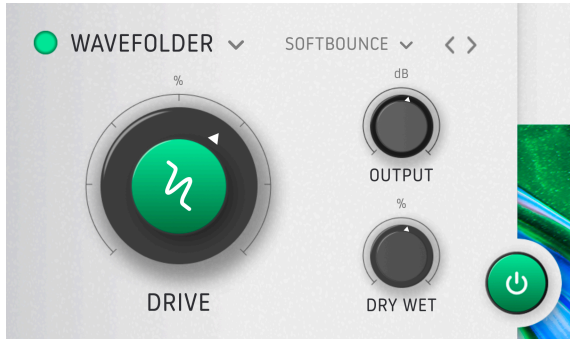 WAVEFOLDER
SOFTBOUNCE
%
dB
OUTPUT
%
DRIVE
DRY WET